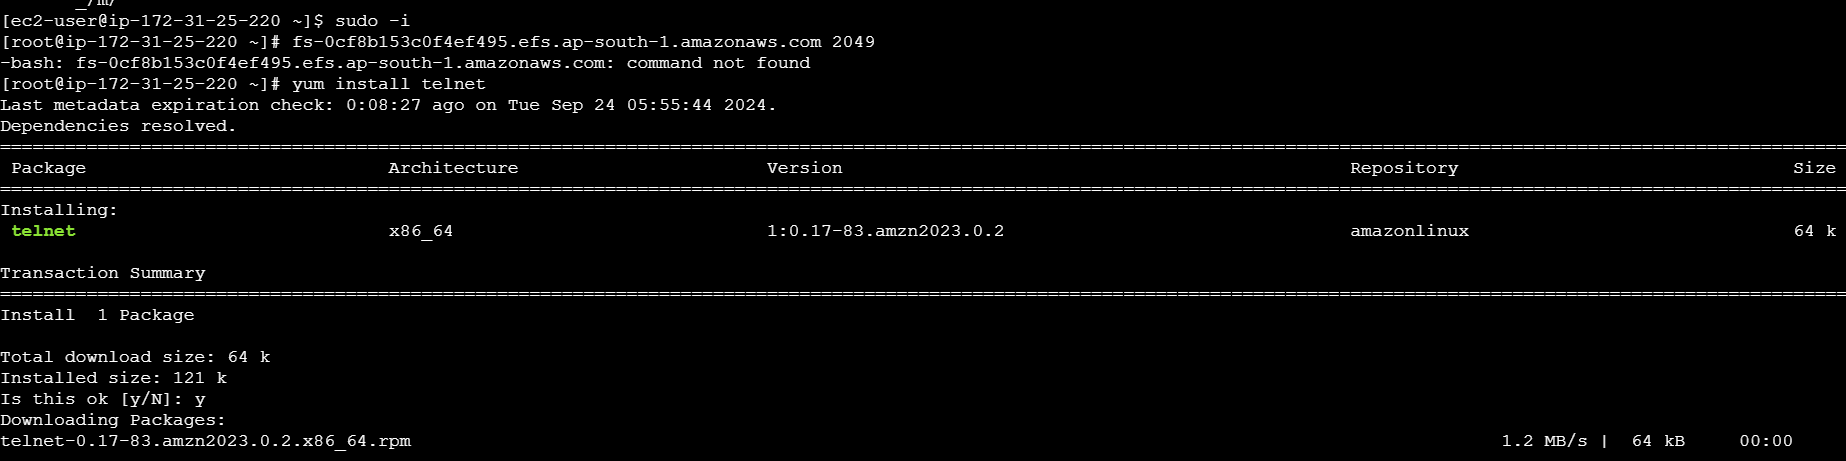 _/m/
[ec2-user@ip-172-31-25-220 ~]$ sudo -i
[root@ip-172-31-25-220 ~]# fs-0cf8b153c0f4ef495.efs.ap-south-1.amazonaws.com 2049
-bash: fs-0cf8b153c0f4ef495.efs.ap-south-1.amazonaws.com: command not found
[root@ip-172-31-25-220 ~]# yum install telnet
Last metadata expiration check: 0:08:27 ago on Tue Sep 24 05:55:44 2024.
Dependencies resolved.
Package Architecture Version Repository Size
Installing:
telnet x86_64 1:0.17-83.amzn2023.0.2 amazonlinux 64 k
Transaction Summary
Install 1 Package
Total download size: 64 k
Installed size: 121 k
Is this ok [y/N]: y
Downloading Packages:
telnet-0.17-83.amzn2023.0.2.x86_64.rpm 1.2 MB/s | 64 kB 00:00